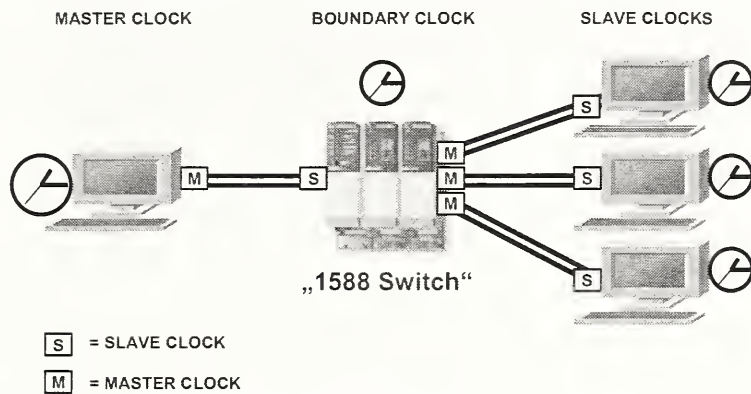 MASTER CLOCK
BOUNDARY CLOCK
SLAVE CLOCKS
M
S
M
M
M
S
S
S
„1588 Switch“
S = SLAVE CLOCK
M = MASTER CLOCK